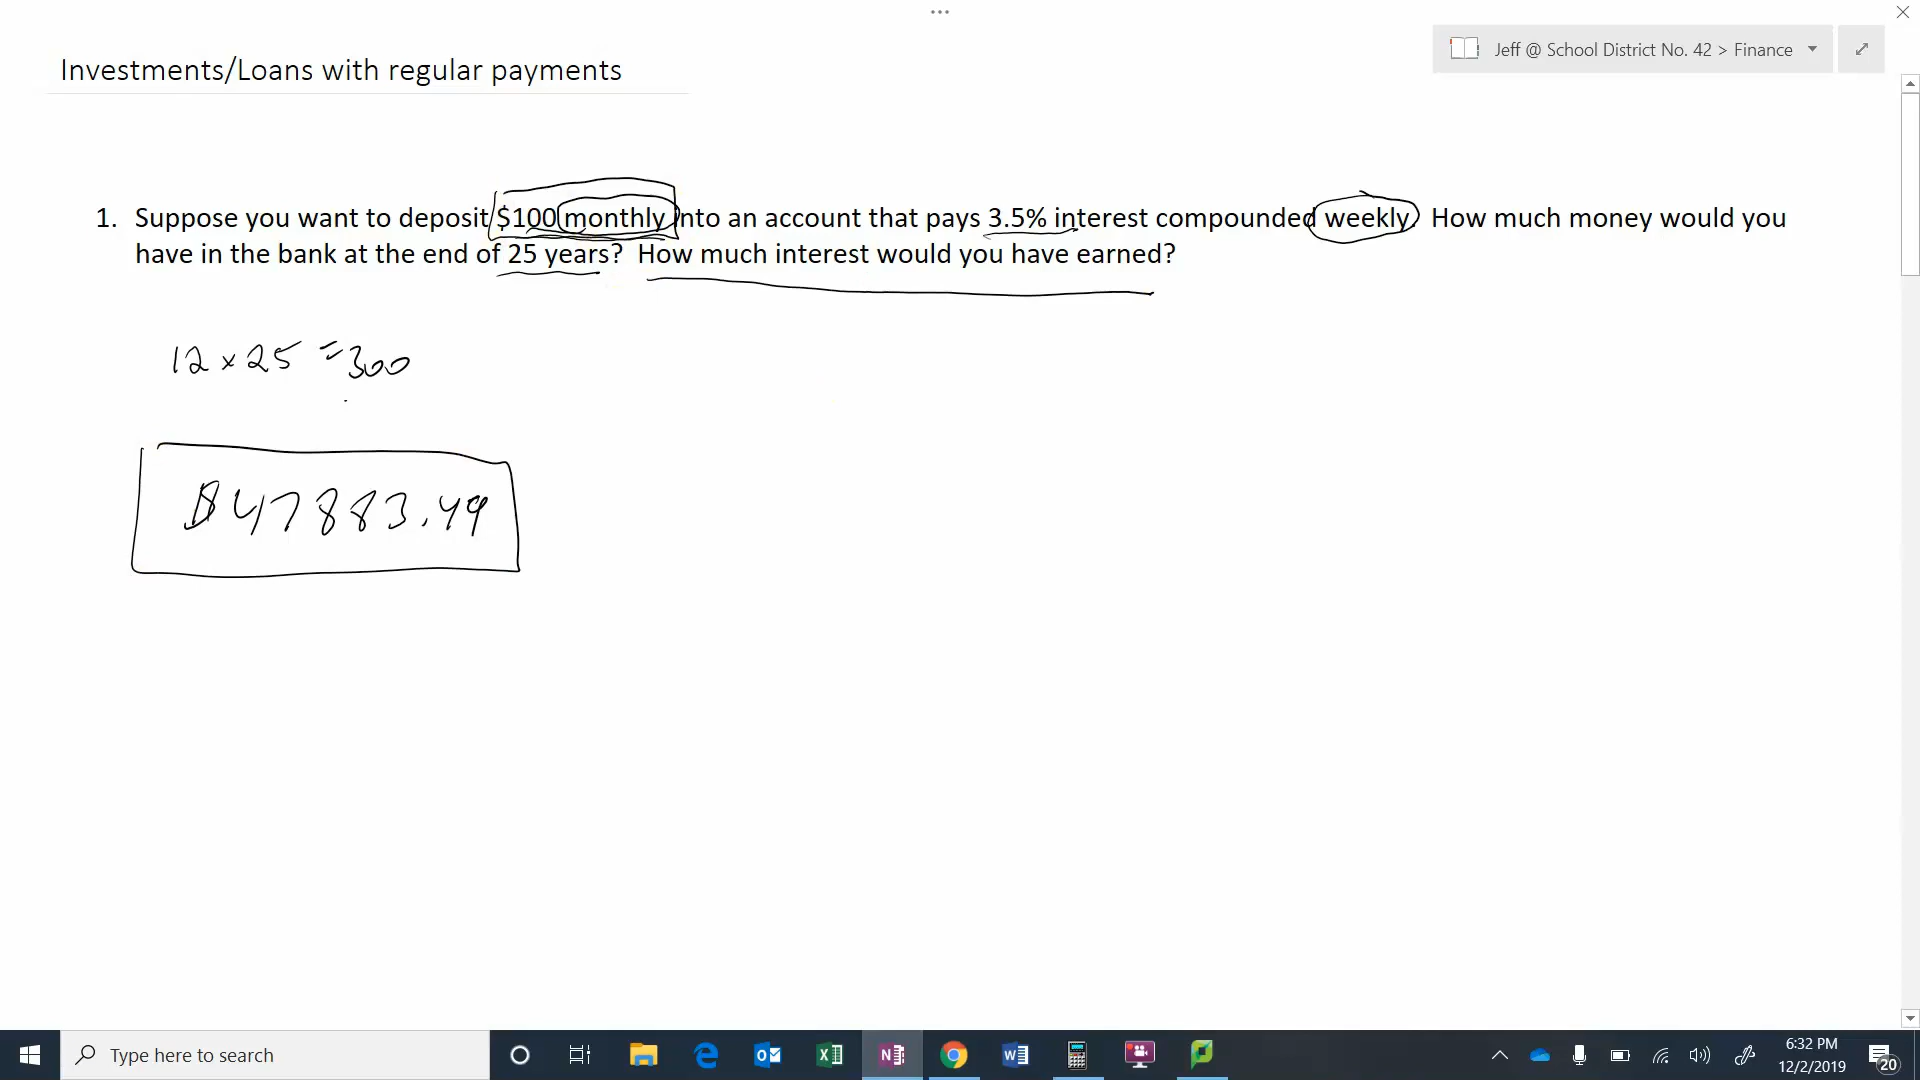 Jeff @ School District No. 42 > Finance
Investments/Loans with regular payments
1. Suppose you want to deposit $100 monthly into an account that pays 3.5% interest compounded weekly. How much money would you
have in the bank at the end of 25 years? How much interest would you have earned?
12 × 25 = 300
$47883.49
Type here to search
6:32 PM
12/2/2019
20